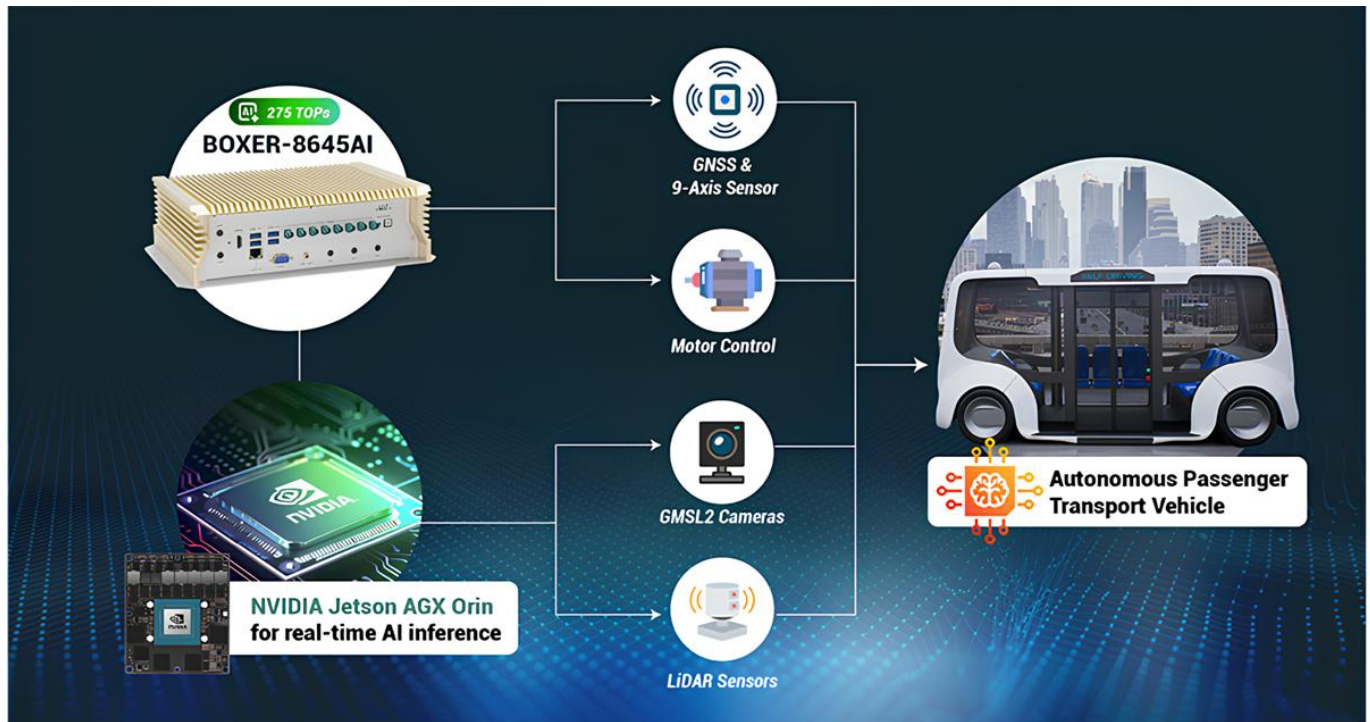 AI 275 TOPs
BOXER-8645AI
GNSS &
9-Axis Sensor
Motor Control
SELF DRIVING
NVIDIA
GMSL2 Cameras
NVIDIA Jetson AGX Orin
for real-time AI inference
LiDAR Sensors
Autonomous Passenger
Transport Vehicle